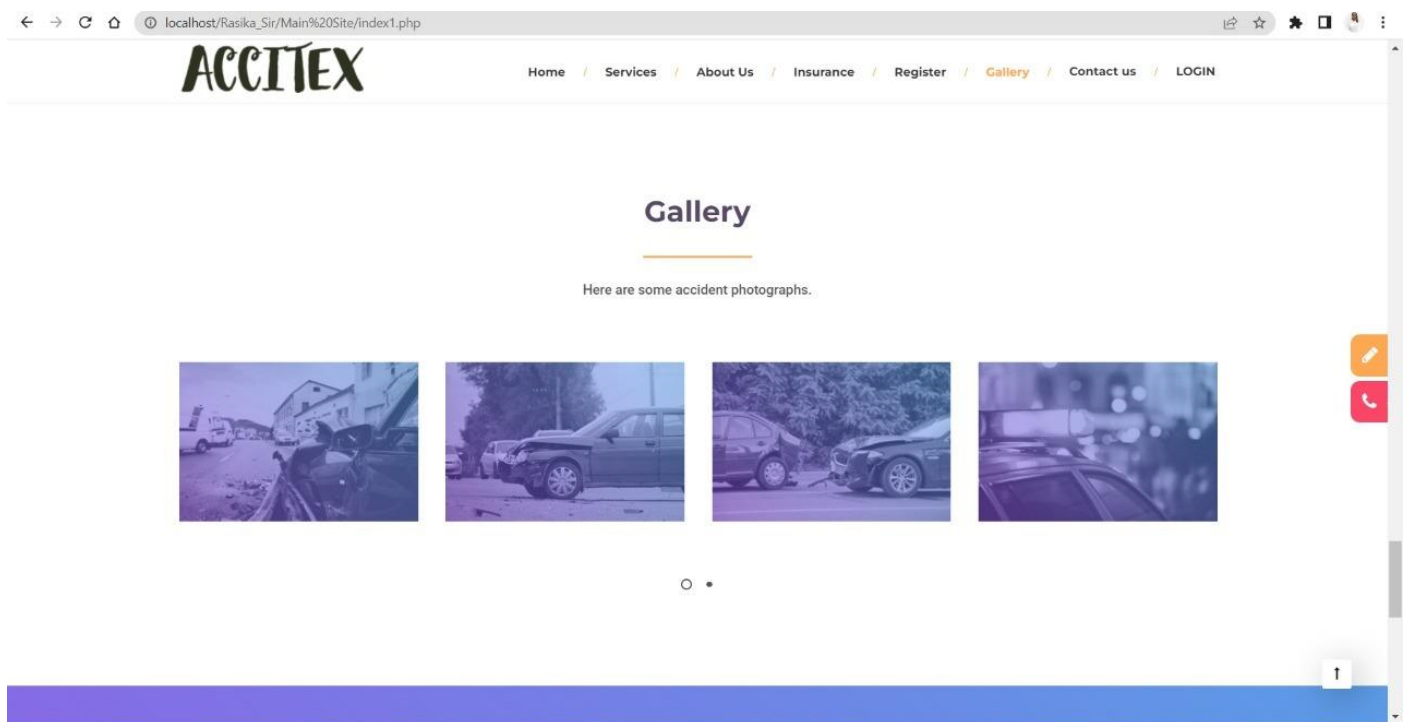 localhost/Rasika_Sir/Main%20Site/index1.php
ACCITEX
Home / Services / About Us / Insurance / Register / Gallery / Contact us / LOGIN
Gallery
Here are some accident photographs.